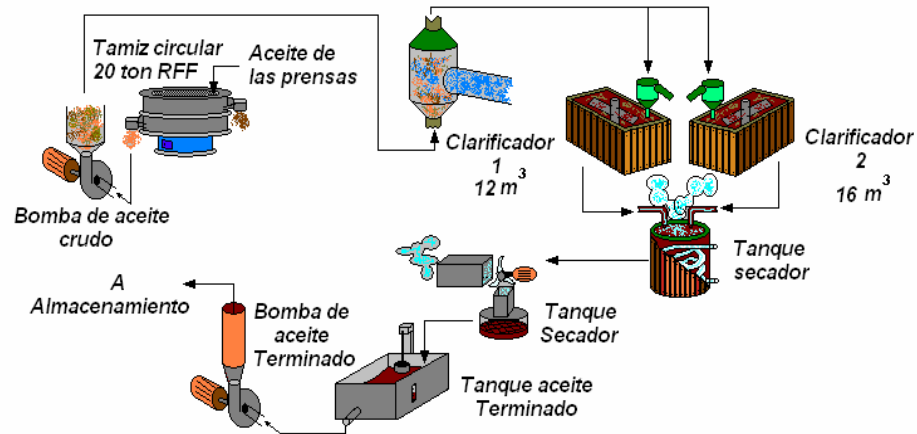 Tamiz circular
20 ton RFF
Aceite de
las prensas
Bomba de aceite
crudo
Clarificador
1
12 m³
Clarificador
2
16 m³
Tanque
secador
Tanque
Secador
Tanque aceite
Terminado
Bomba de
aceite
Terminado
A
Almacenamiento